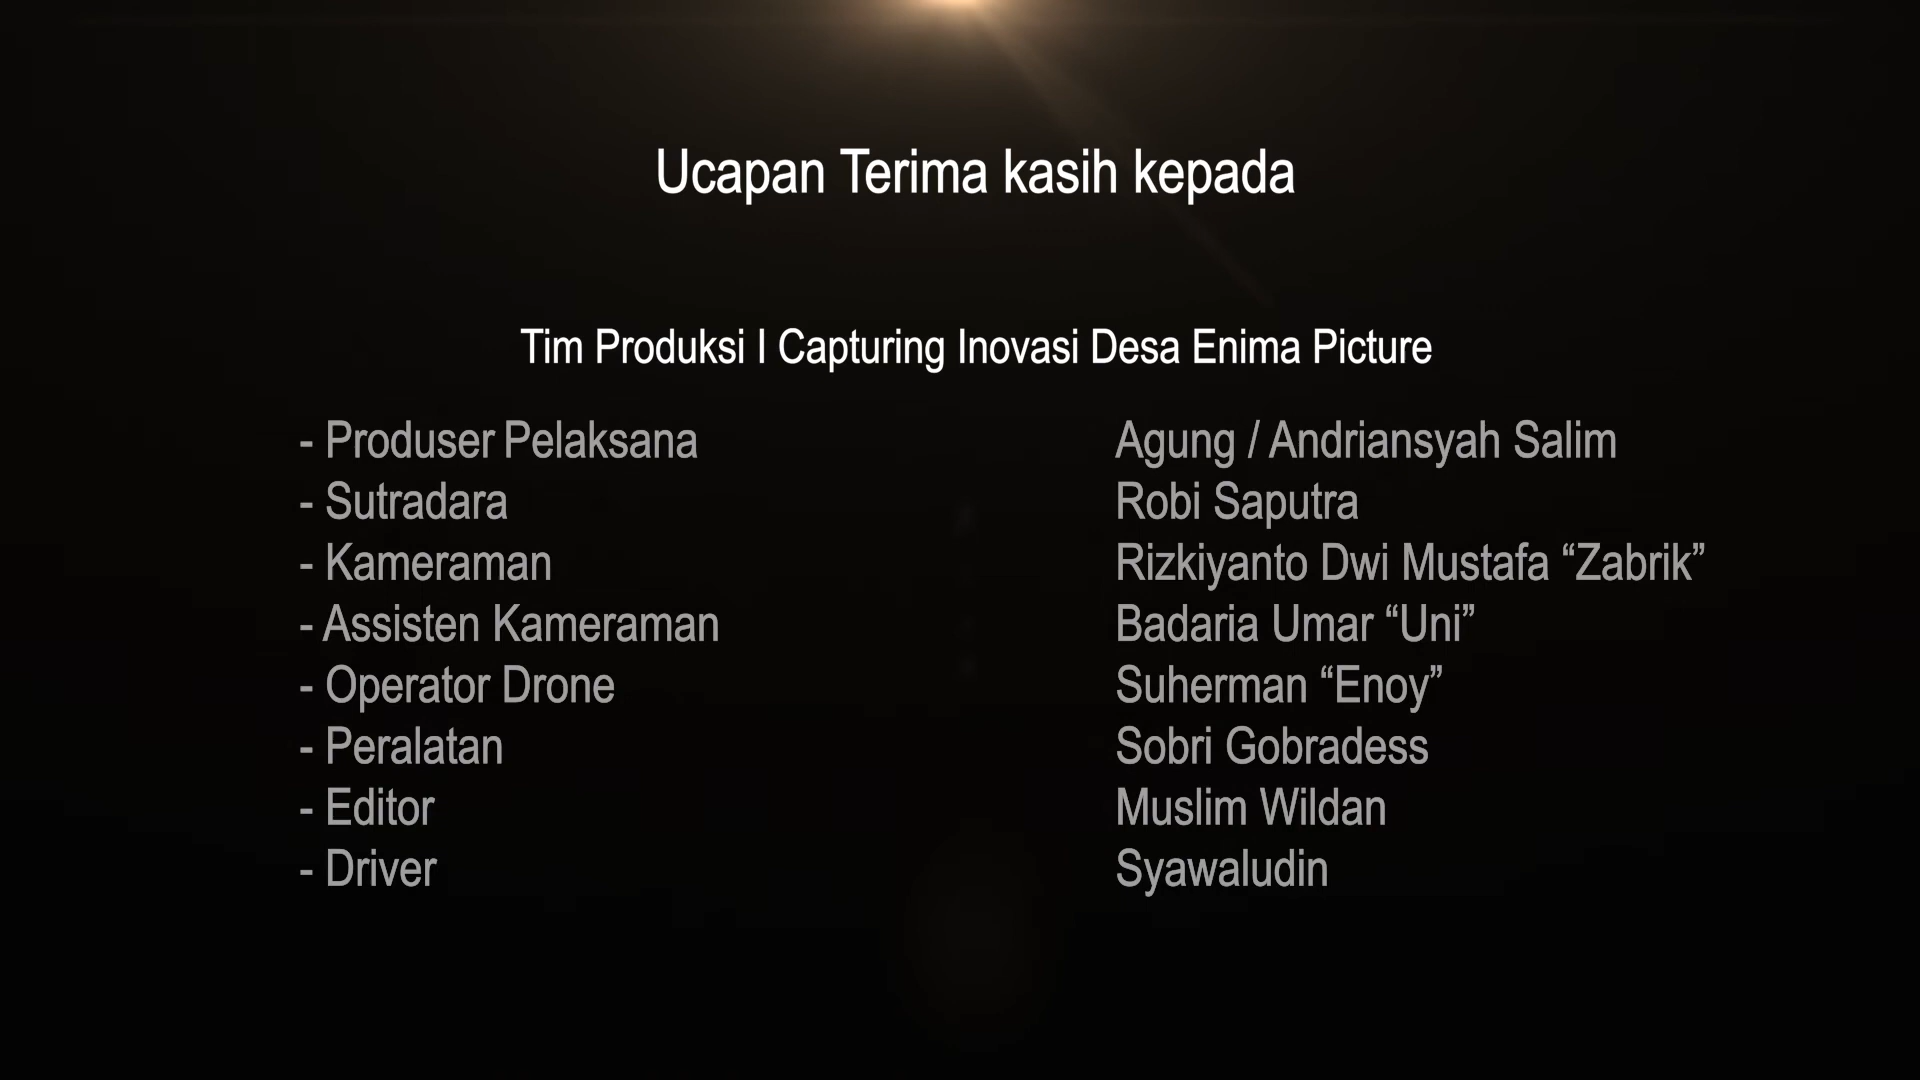 Ucapan Terima kasih kepada
Tim Produksi I Capturing Inovasi Desa Enima Picture
- Produser Pelaksana Agung / Andriansyah Salim
- Sutradara Robi Saputra
- Kameraman Rizkiyanto Dwi Mustafa “Zabrik”
- Assisten Kameraman Badaria Umar “Uni”
- Operator Drone Suherman “Enoy”
- Peralatan Sobri Gobradess
- Editor Muslim Wildan
- Driver Syawaludin